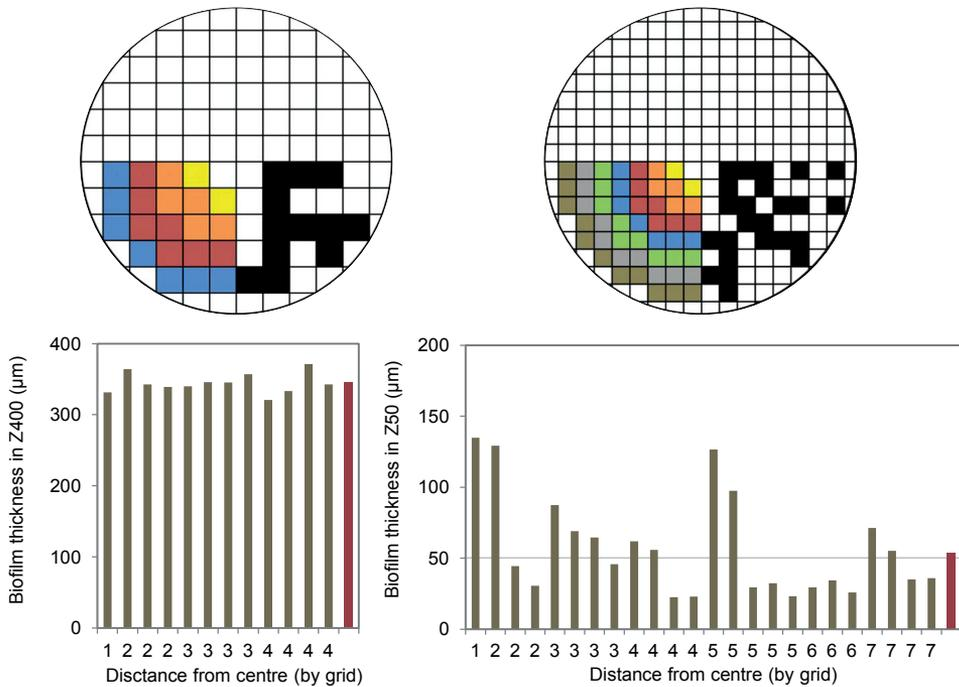 400
300
200
100
0
Biofilm thickness in Z400 (µm)
1 2 2 2 3 3 3 3 4 4 4 4
Disctance from centre (by grid)
200
150
100
50
0
Biofilm thickness in Z50 (µm)
1 2 2 2 3 3 3 3 4 4 4 4 5 5 5 5 5 6 6 6 7 7 7 7
Distance from centre (by grid)